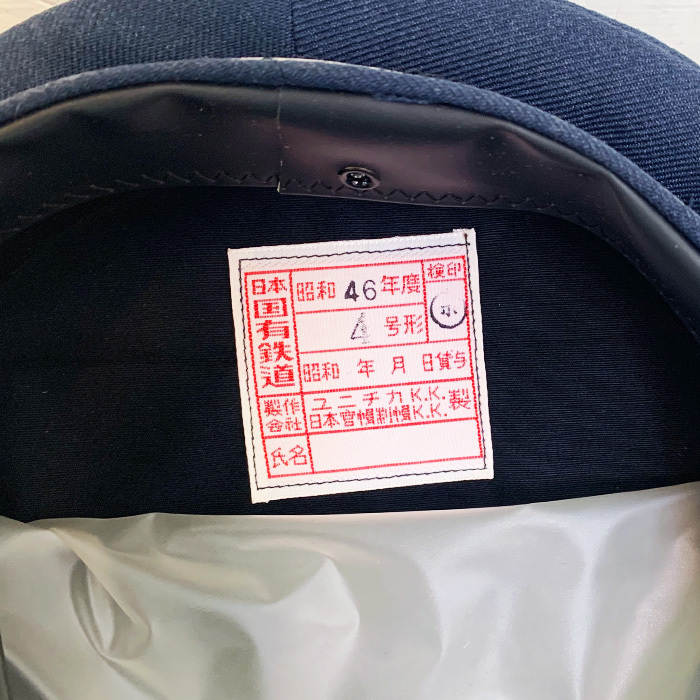 日本国有鉄道
昭和 46 年度
検印
4 号形
昭和 年 月 日貸与
製作会社
ユニチカK.K.製
日本官帽制帽K.K.
氏名